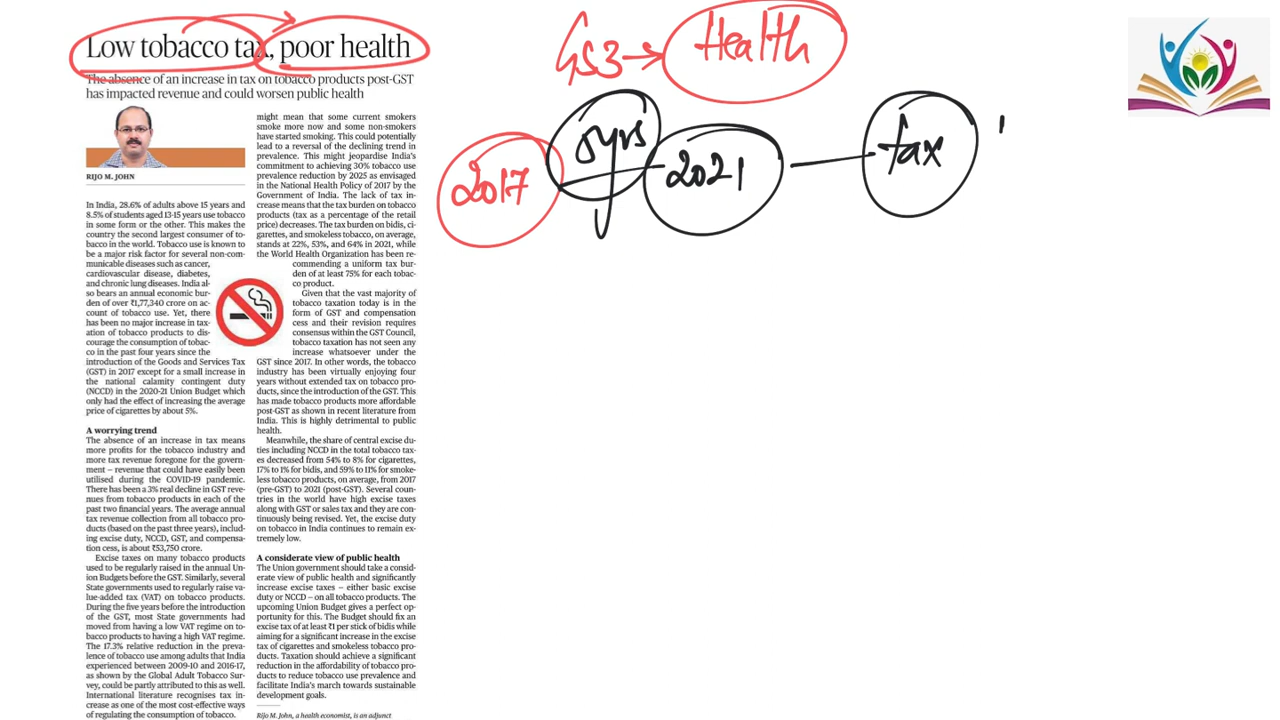 Low tobacco tax, poor health
The absence of an increase in tax on tobacco products post-GST
has impacted revenue and could worsen public health
RIJO M. JOHN
In India, 28.6% of adults above 15 years and
8.5% of students aged 13-15 years use tobacco
in some form or the other. This makes the
country the second largest consumer of to-
bacco in the world. Tobacco use is known to
be a major risk factor for several non-com-
municable diseases such as cancer,
cardiovascular disease, diabetes,
and chronic lung diseases. India al-
so bears an annual economic bur-
den of over ₹1,77,340 crore on ac-
count of tobacco use. Yet, there
has been no major increase in tax-
ation of tobacco products to dis-
courage the consumption of tobac-
co in the past four years since the
introduction of the Goods and Services Tax
(GST) in 2017 except for a small increase in
the national calamity contingent duty
(NCCD) in the 2020-21 Union Budget which
only had the effect of increasing the average
price of cigarettes by about 5%.
A worrying trend
The absence of an increase in tax means
more profits for the tobacco industry and
more tax revenue foregone for the govern-
ment – revenue that could have easily been
utilised during the COVID-19 pandemic.
There has been a 3% real decline in GST reve-
nues from tobacco products in each of the
past two financial years. The average annual
tax revenue collection from all tobacco pro-
ducts (based on the past three years), includ-
ing excise duty, NCCD, GST, and compensa-
tion cess, is about ₹53,750 crore.
Excise taxes on many tobacco products
used to be regularly raised in the annual Un-
ion Budgets before the GST. Similarly, several
State governments used to regularly raise va-
lue-added tax (VAT) on tobacco products.
During the five years before the introduction
of the GST, most State governments had
moved from having a low VAT regime on to-
bacco products to having a high VAT regime.
The 17.3% relative reduction in the preva-
lence of tobacco use among adults that India
experienced between 2009-10 and 2016-17,
as shown by the Global Adult Tobacco Sur-
vey, could be partly attributed to this as well.
International literature recognises tax in-
crease as one of the most cost-effective ways
of regulating the consumption of tobacco.
might mean that some current smokers
smoke more now and some non-smokers
have started smoking. This could potentially
lead to a reversal of the declining trend in
prevalence. This might jeopardise India's
commitment to achieving 30% tobacco use
prevalence reduction by 2025 as envisaged
in the National Health Policy of 2017 by the
Government of India. The lack of tax in-
crease means that the tax burden on tobacco
products (tax as a percentage of the retail
price) decreases. The tax burden on bidis, ci-
garettes, and smokeless tobacco, on average,
stands at 22%, 53%, and 64% in 2021, while
the World Health Organization has been re-
commending a uniform tax bur-
den of at least 75% for each tobac-
co product.
Given that the vast majority of
tobacco taxation today is in the
form of GST and compensation
cess and their revision requires
consensus within the GST Council,
tobacco taxation has not seen any
increase whatsoever under the
GST since 2017. In other words, the tobacco
industry has been virtually enjoying four
years without extended tax on tobacco pro-
ducts, since the introduction of the GST. This
has made tobacco products more affordable
post-GST as shown in recent literature from
India. This is highly detrimental to public
health.
Meanwhile, the share of central excise du-
ties including NCCD in the total tobacco tax-
es decreased from 54% to 8% for cigarettes,
17% to 1% for bidis, and 59% to 11% for smoke-
less tobacco products, on average, from 2017
(pre-GST) to 2021 (post-GST). Several coun-
tries in the world have high excise taxes
along with GST or sales tax and they are con-
tinuously being revised. Yet, the excise duty
on tobacco in India continues to remain ex-
tremely low.
A considerate view of public health
The Union government should take a consid-
erate view of public health and significantly
increase excise taxes – either basic excise
duty or NCCD – on all tobacco products. The
upcoming Union Budget gives a perfect op-
portunity for this. The Budget should fix an
excise tax of at least ₹1 per stick of bidis while
aiming for a significant increase in the excise
tax of cigarettes and smokeless tobacco pro-
ducts. Taxation should achieve a significant
reduction in the affordability of tobacco pro-
ducts to reduce tobacco use prevalence and
facilitate India's march towards sustainable
development goals.
Rijo M. John, a health economist, is an adjunct
GS3 → Health
2017 5yrs 2021 — tax